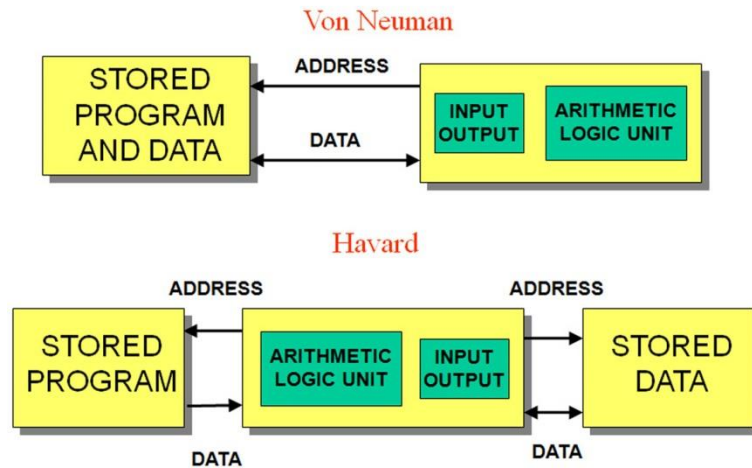 Von Neuman
STORED
PROGRAM
AND DATA
ADDRESS
DATA
INPUT
OUTPUT
ARITHMETIC
LOGIC UNIT
Havard
STORED
PROGRAM
ADDRESS
DATA
ARITHMETIC
LOGIC UNIT
INPUT
OUTPUT
ADDRESS
DATA
STORED
DATA